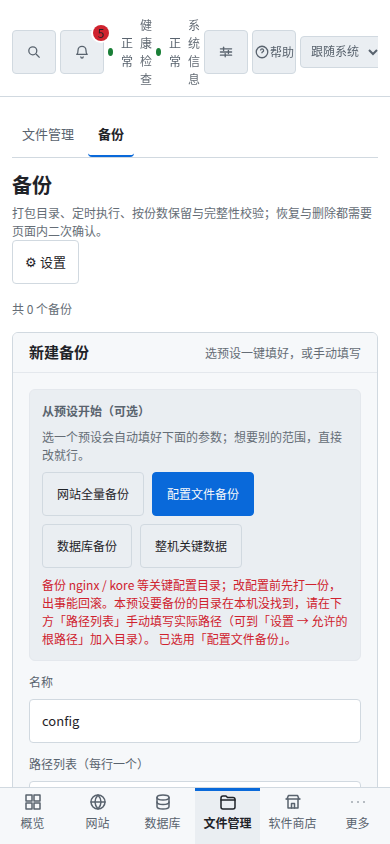 5
正常
健康检查
正常
系统信息
帮助
跟随系统
文件管理
备份
备份
打包目录、定时执行、按份数保留与完整性校验；恢复与删除都需要
页面内二次确认。
⚙ 设置
共 0 个备份
新建备份
选预设一键填好，或手动填写
从预设开始（可选）
选一个预设会自动填好下面的参数；想要别的范围，直接
改就行。
网站全量备份
配置文件备份
数据库备份
整机关键数据
备份 nginx / kore 等关键配置目录；改配置前先打一份，
出事能回滚。本预设要备份的目录在本机没找到，请在下
方「路径列表」手动填写实际路径（可到「设置 → 允许的
根路径」加入目录）。 已选用「配置文件备份」。
名称
config
路径列表（每行一个）
概览
网站
数据库
文件管理
软件商店
更多